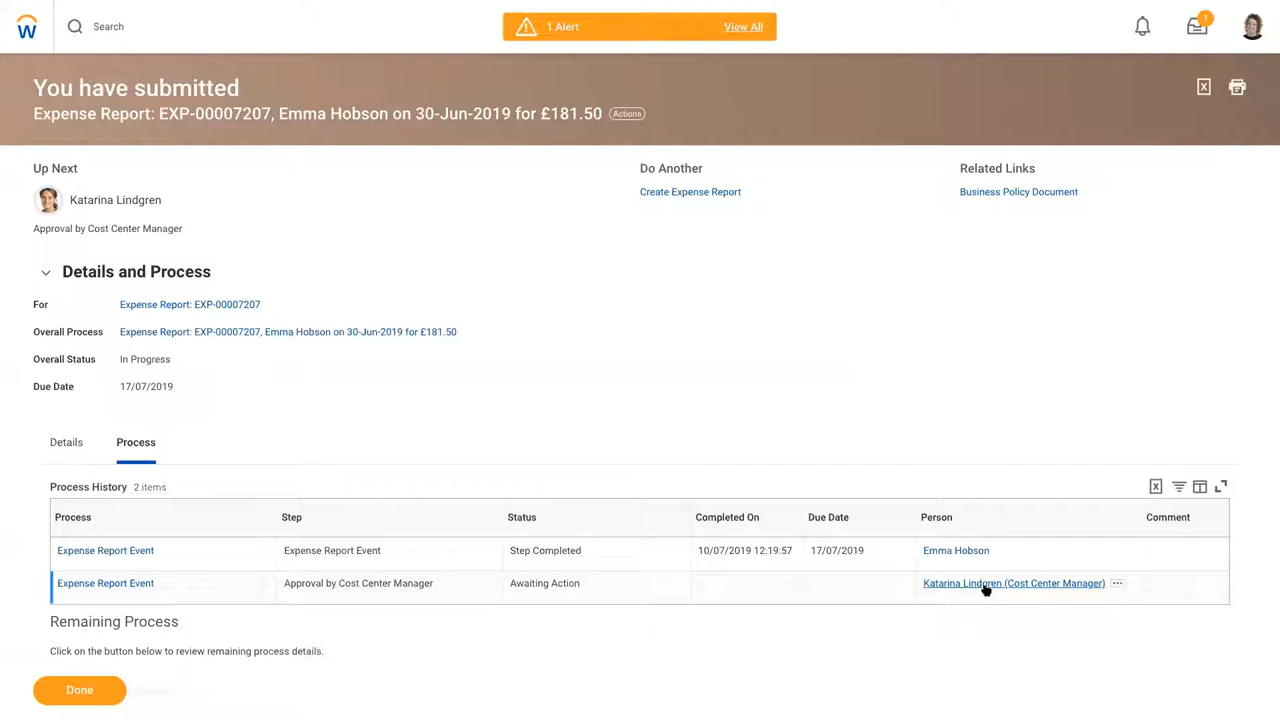 W
Search
1 Alert
View All
1
You have submitted
Expense Report: EXP-00007207, Emma Hobson on 30-Jun-2019 for £181.50 Actions
Up Next
Do Another
Related Links
Katarina Lindgren
Create Expense Report
Business Policy Document
Approval by Cost Center Manager
Details and Process
For Expense Report: EXP-00007207
Overall Process Expense Report: EXP-00007207, Emma Hobson on 30-Jun-2019 for £181.50
Overall Status In Progress
Due Date 17/07/2019
Details Process
Process History 2 items
Process Step Status Completed On Due Date Person Comment
Expense Report Event Expense Report Event Step Completed 10/07/2019 12:19:57 17/07/2019 Emma Hobson
Expense Report Event Approval by Cost Center Manager Awaiting Action Katarina Lindgren (Cost Center Manager)
Remaining Process
Click on the button below to review remaining process details.
Done